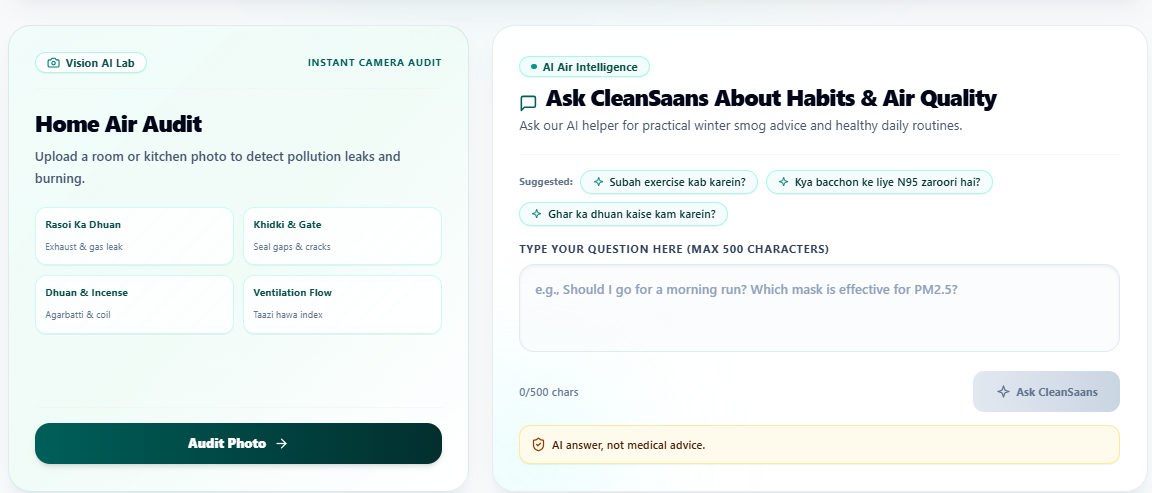 Vision AI Lab
INSTANT CAMERA AUDIT
Home Air Audit
Upload a room or kitchen photo to detect pollution leaks and
burning.
Rasoi Ka Dhuan
Exhaust & gas leak
Khidki & Gate
Seal gaps & cracks
Dhuan & Incense
Agarbatti & coil
Ventilation Flow
Taazi hawa index
Audit Photo →
AI Air Intelligence
Ask CleanSaans About Habits & Air Quality
Ask our AI helper for practical winter smog advice and healthy daily routines.
Suggested:
Subah exercise kab karein?
Kya bacchon ke liye N95 zaroori hai?
Ghar ka dhuan kaise kam karein?
TYPE YOUR QUESTION HERE (MAX 500 CHARACTERS)
e.g., Should I go for a morning run? Which mask is effective for PM2.5?
0/500 chars
Ask CleanSaans
AI answer, not medical advice.